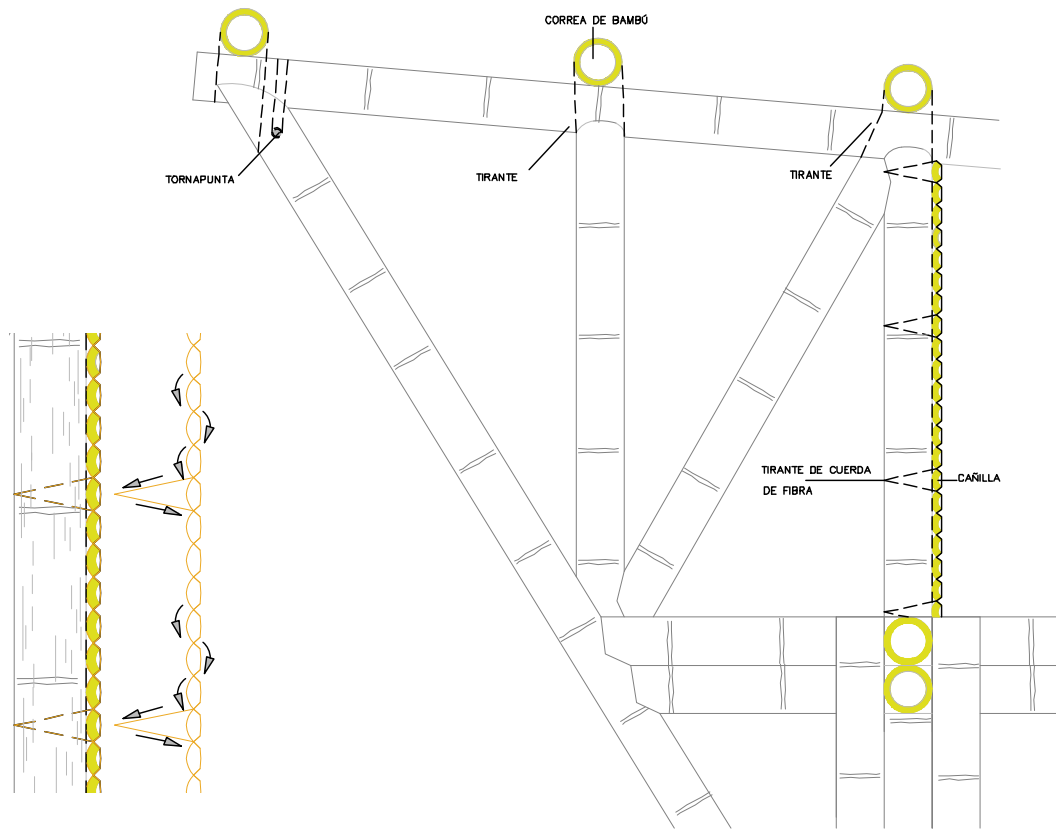 CORREA DE BAMBÚ
TORNAPUNTA
TIRANTE
TIRANTE
TIRANTE DE CUERDA
DE FIBRA
CAÑILLA